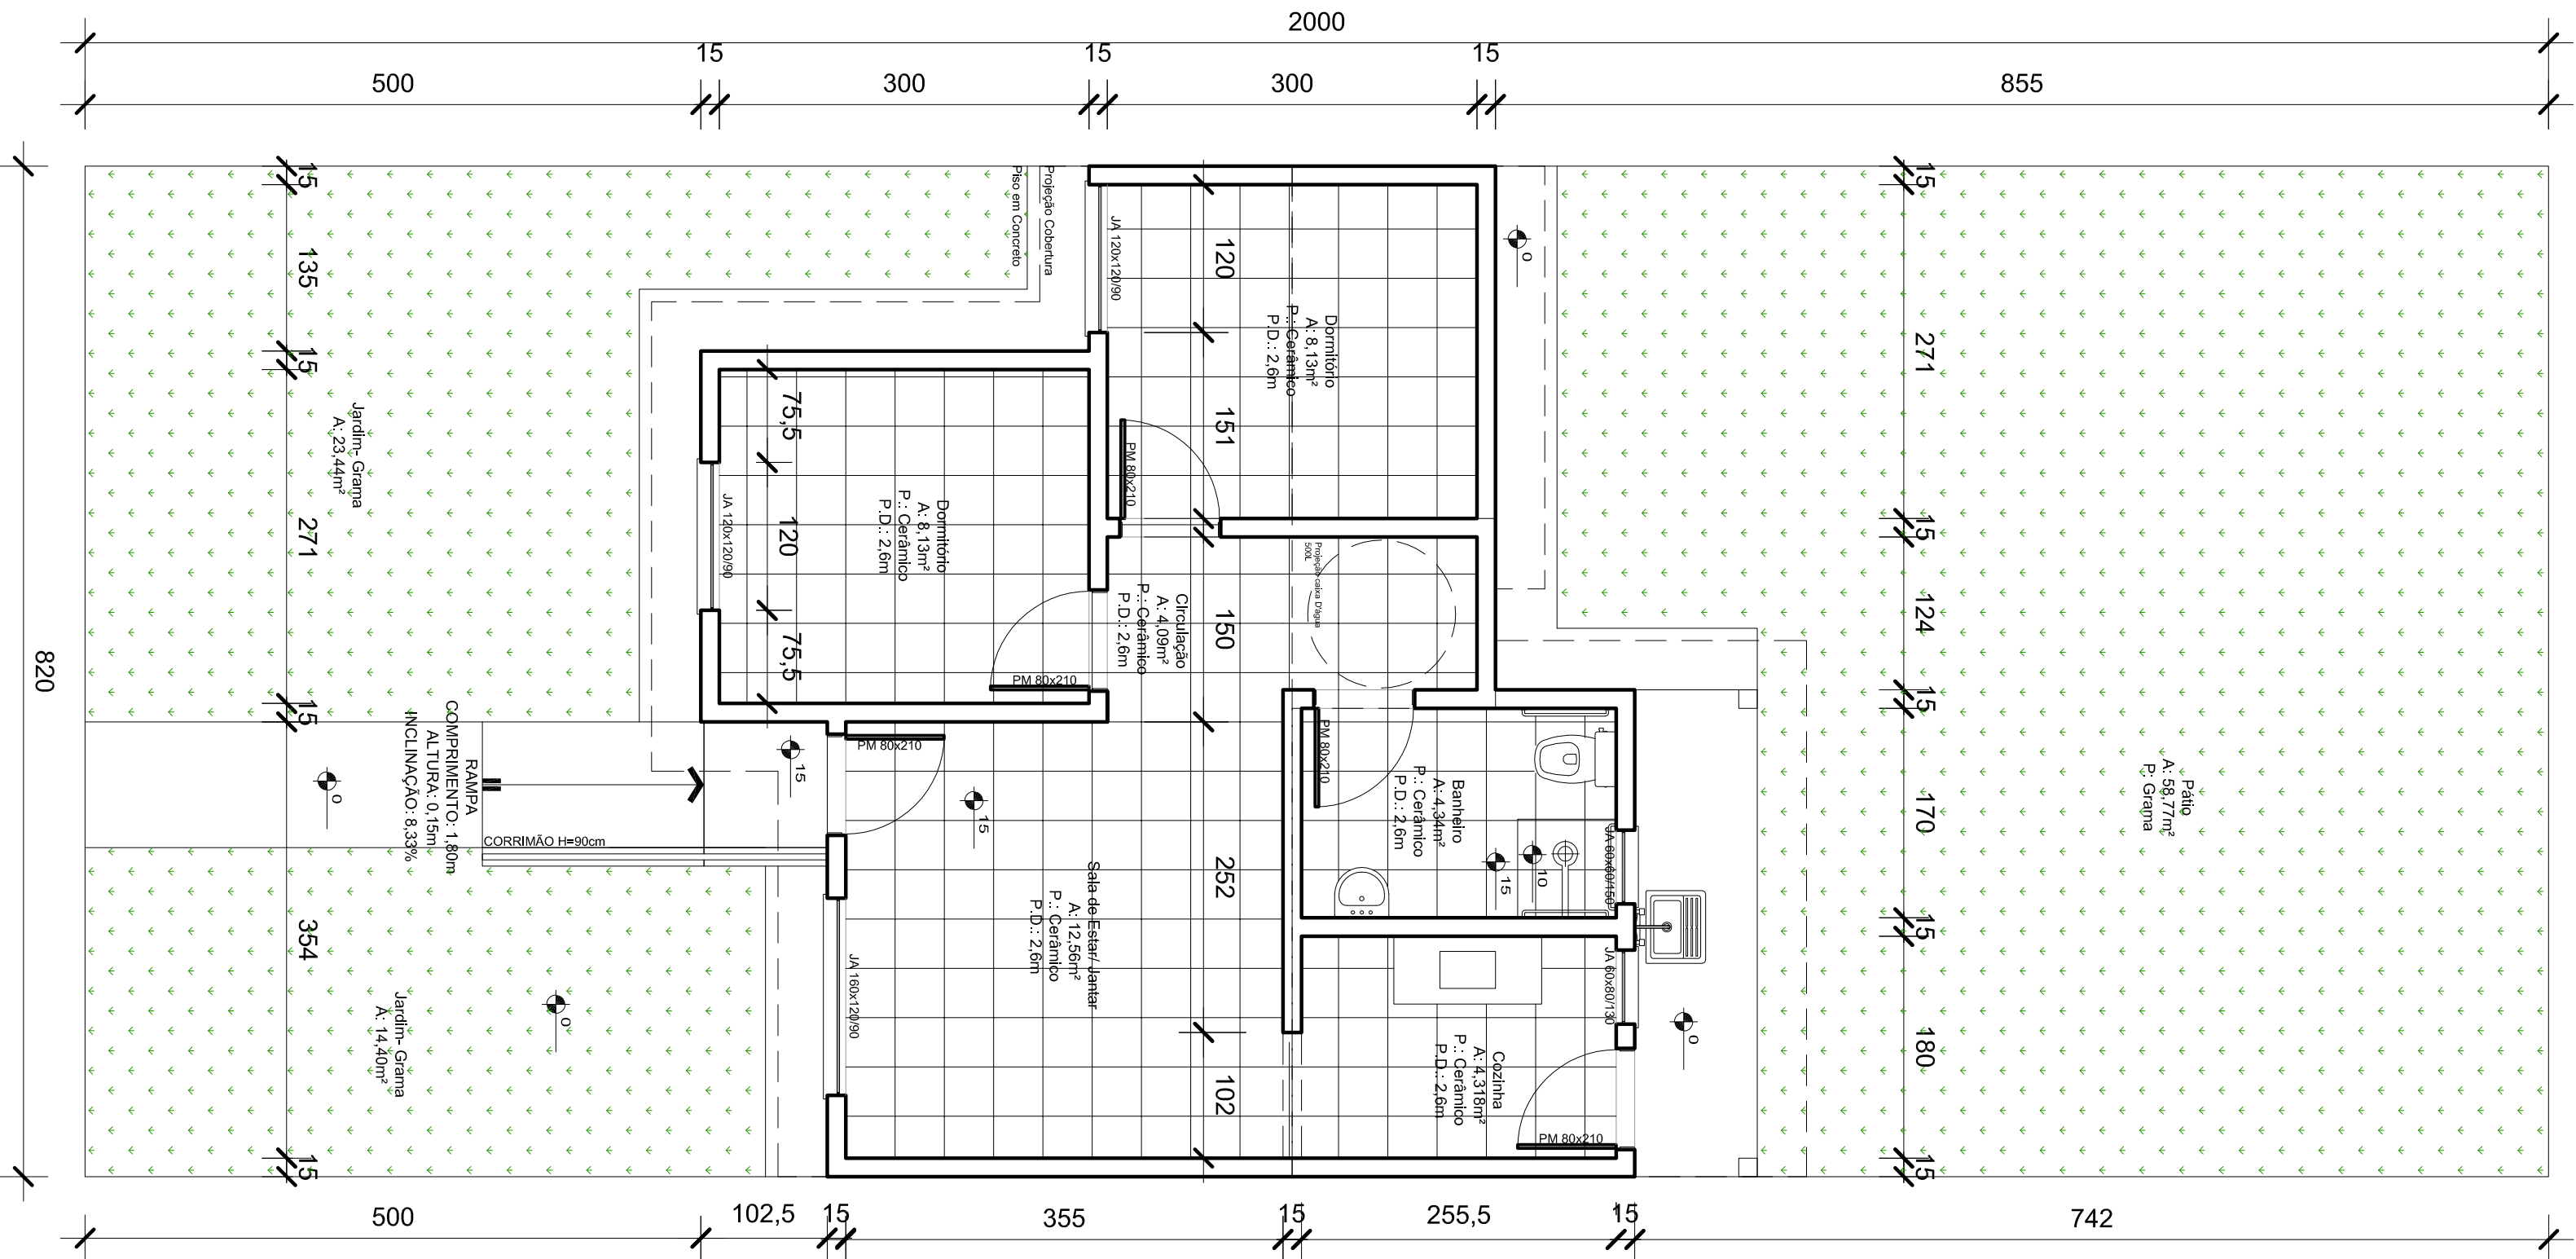 2000
15
15
15
500
300
300
855
820
15
135
15
271
15
354
15
Piso em Concreto
Projeção Cobertura
JA 120x120/90
120
Dormitório
A: 8,13m²
P.: Cerâmico
P.D.: 2,6m
151
PM 80x210
0
15
271
15
124
15
170
15
180
15
Jardim- Grama
A: 23,44m²
75,5
120
75,5
JA 120x120/90
Dormitório
A: 8,13m²
P.: Cerâmico
P.D.: 2,6m
PM 80x210
CIrculação
A: 4,09m²
P.: Cerâmico
P.D.: 2,6m
150
Projeção caixa D'água
500L
RAMPA
COMPRIMENTO: 1,80m
ALTURA: 0,15m
INCLINAÇÃO: 8,33%
0
CORRIMÃO H=90cm
15
PM 80x210
15
252
102
Sala de Estar/ Jantar
A: 12,56m²
P.: Cerâmico
P.D.: 2,6m
JA 160x120/90
PM 80x210
Banheiro
A: 4,34m²
P.: Cerâmico
P.D.: 2,6m
15
10
JA 60x60/150
JA 60x80/130
0
Cozinha
A: 4,318m²
P.: Cerâmico
P.D.: 2,6m
PM 80x210
Pátio
A: 58,77m²
P: Grama
Jardim- Grama
A: 14,40m²
0
500
102,5
15
355
15
255,5
15
742